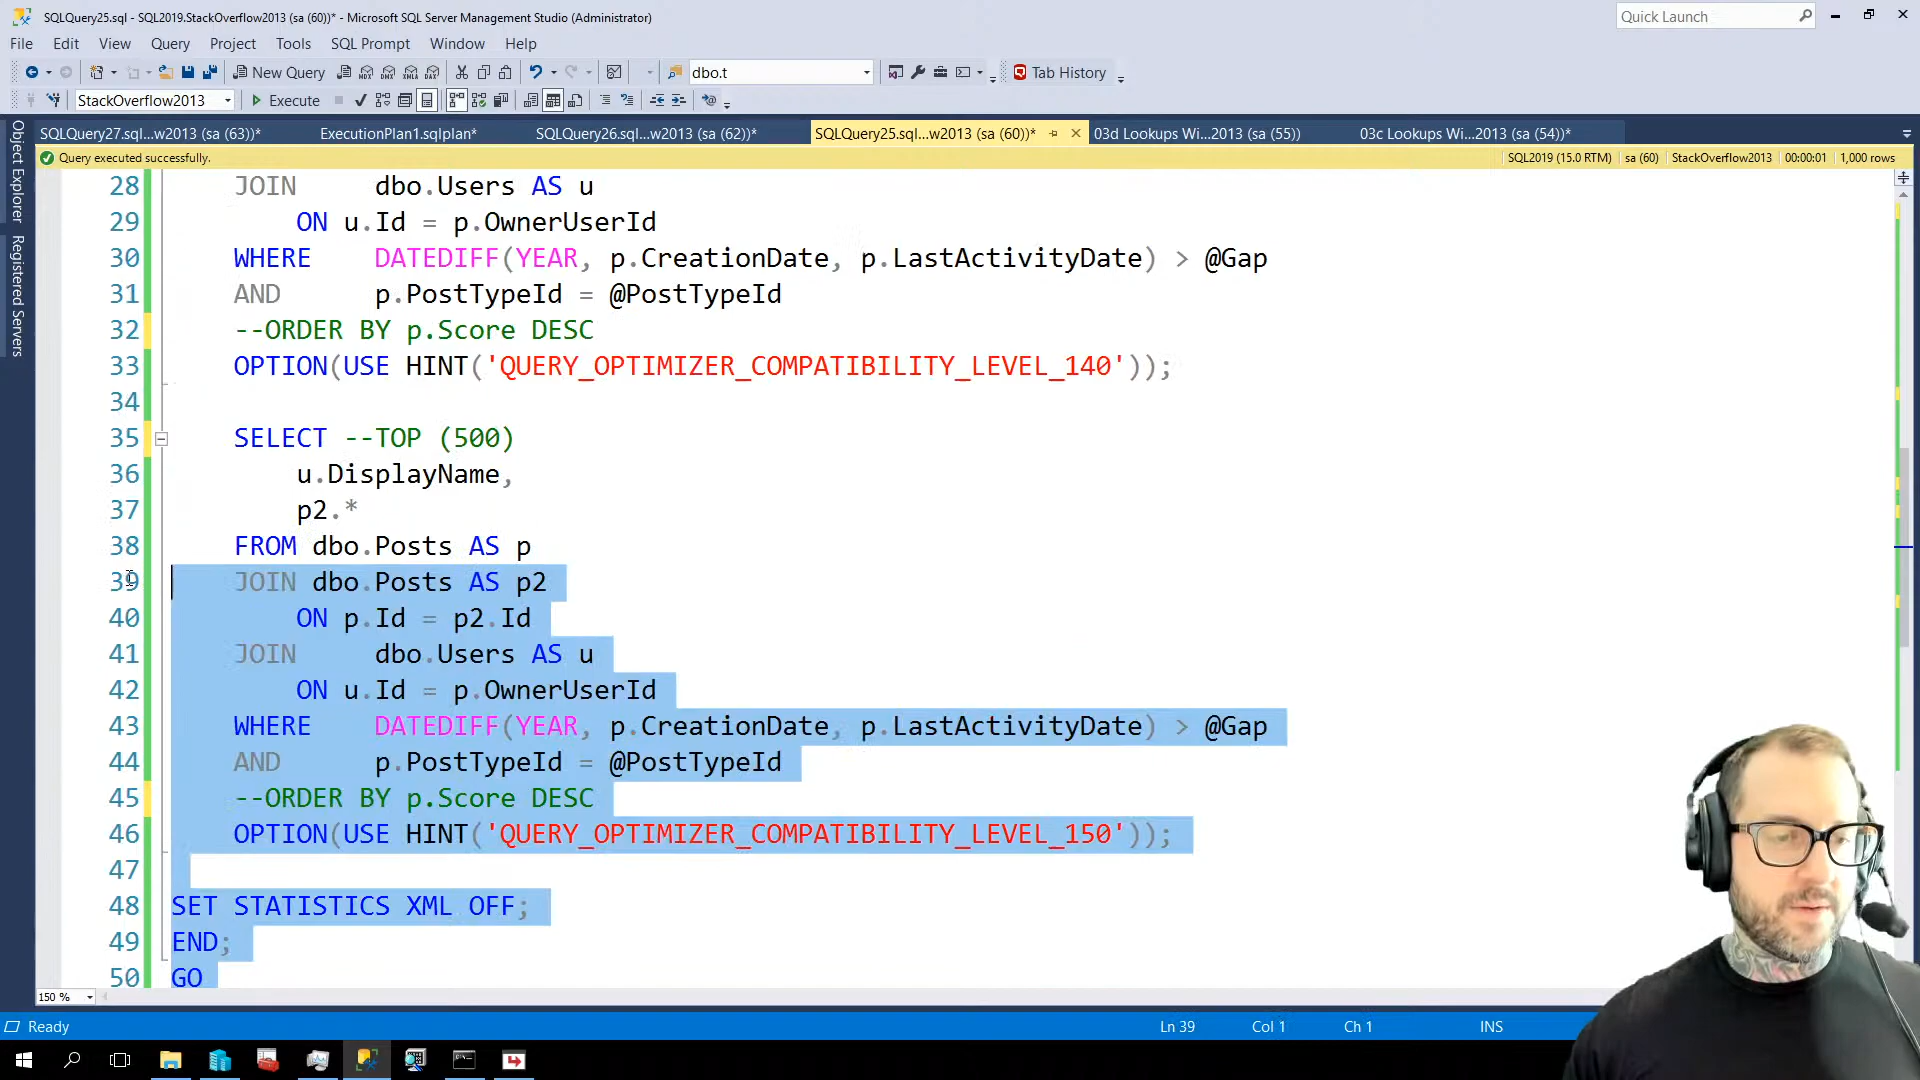 SQLQuery25.sql - SQL2019.StackOverflow2013 (sa (60))* - Microsoft SQL Server Management Studio (Administrator)
Quick Launch
File Edit View Query Project Tools SQL Prompt Window Help
New Query
dbo.t
Tab History
StackOverflow2013
Execute
SQLQuery27.sql...w2013 (sa (63))*
ExecutionPlan1.sqlplan*
SQLQuery26.sql...w2013 (sa (62))*
SQLQuery25.sql...w2013 (sa (60))*
03d Lookups Wi...2013 (sa (55))
03c Lookups Wi...2013 (sa (54))*
Object Explorer
Registered Servers
Query executed successfully.
SQL2019 (15.0 RTM) sa (60) StackOverflow2013 00:00:01 1,000 rows
28 JOIN dbo.Users AS u
29 ON u.Id = p.OwnerUserId
30 WHERE DATEDIFF(YEAR, p.CreationDate, p.LastActivityDate) > @Gap
31 AND p.PostTypeId = @PostTypeId
32 --ORDER BY p.Score DESC
33 OPTION(USE HINT('QUERY_OPTIMIZER_COMPATIBILITY_LEVEL_140'));
34
35 SELECT --TOP (500)
36 u.DisplayName,
37 p2.*
38 FROM dbo.Posts AS p
39 JOIN dbo.Posts AS p2
40 ON p.Id = p2.Id
41 JOIN dbo.Users AS u
42 ON u.Id = p.OwnerUserId
43 WHERE DATEDIFF(YEAR, p.CreationDate, p.LastActivityDate) > @Gap
44 AND p.PostTypeId = @PostTypeId
45 --ORDER BY p.Score DESC
46 OPTION(USE HINT('QUERY_OPTIMIZER_COMPATIBILITY_LEVEL_150'));
47
48 SET STATISTICS XML OFF;
49 END;
50 GO
150 %
Ready
Ln 39 Col 1 Ch 1 INS